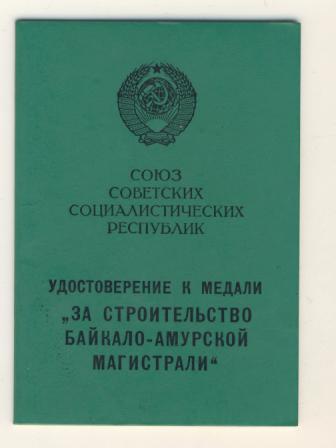 СОЮЗ
СОВЕТСКИХ
СОЦИАЛИСТИЧЕСКИХ
РЕСПУБЛИК
УДОСТОВЕРЕНИЕ К МЕДАЛИ
„ЗА СТРОИТЕЛЬСТВО
БАЙКАЛО-АМУРСКОЙ
МАГИСТРАЛИ“